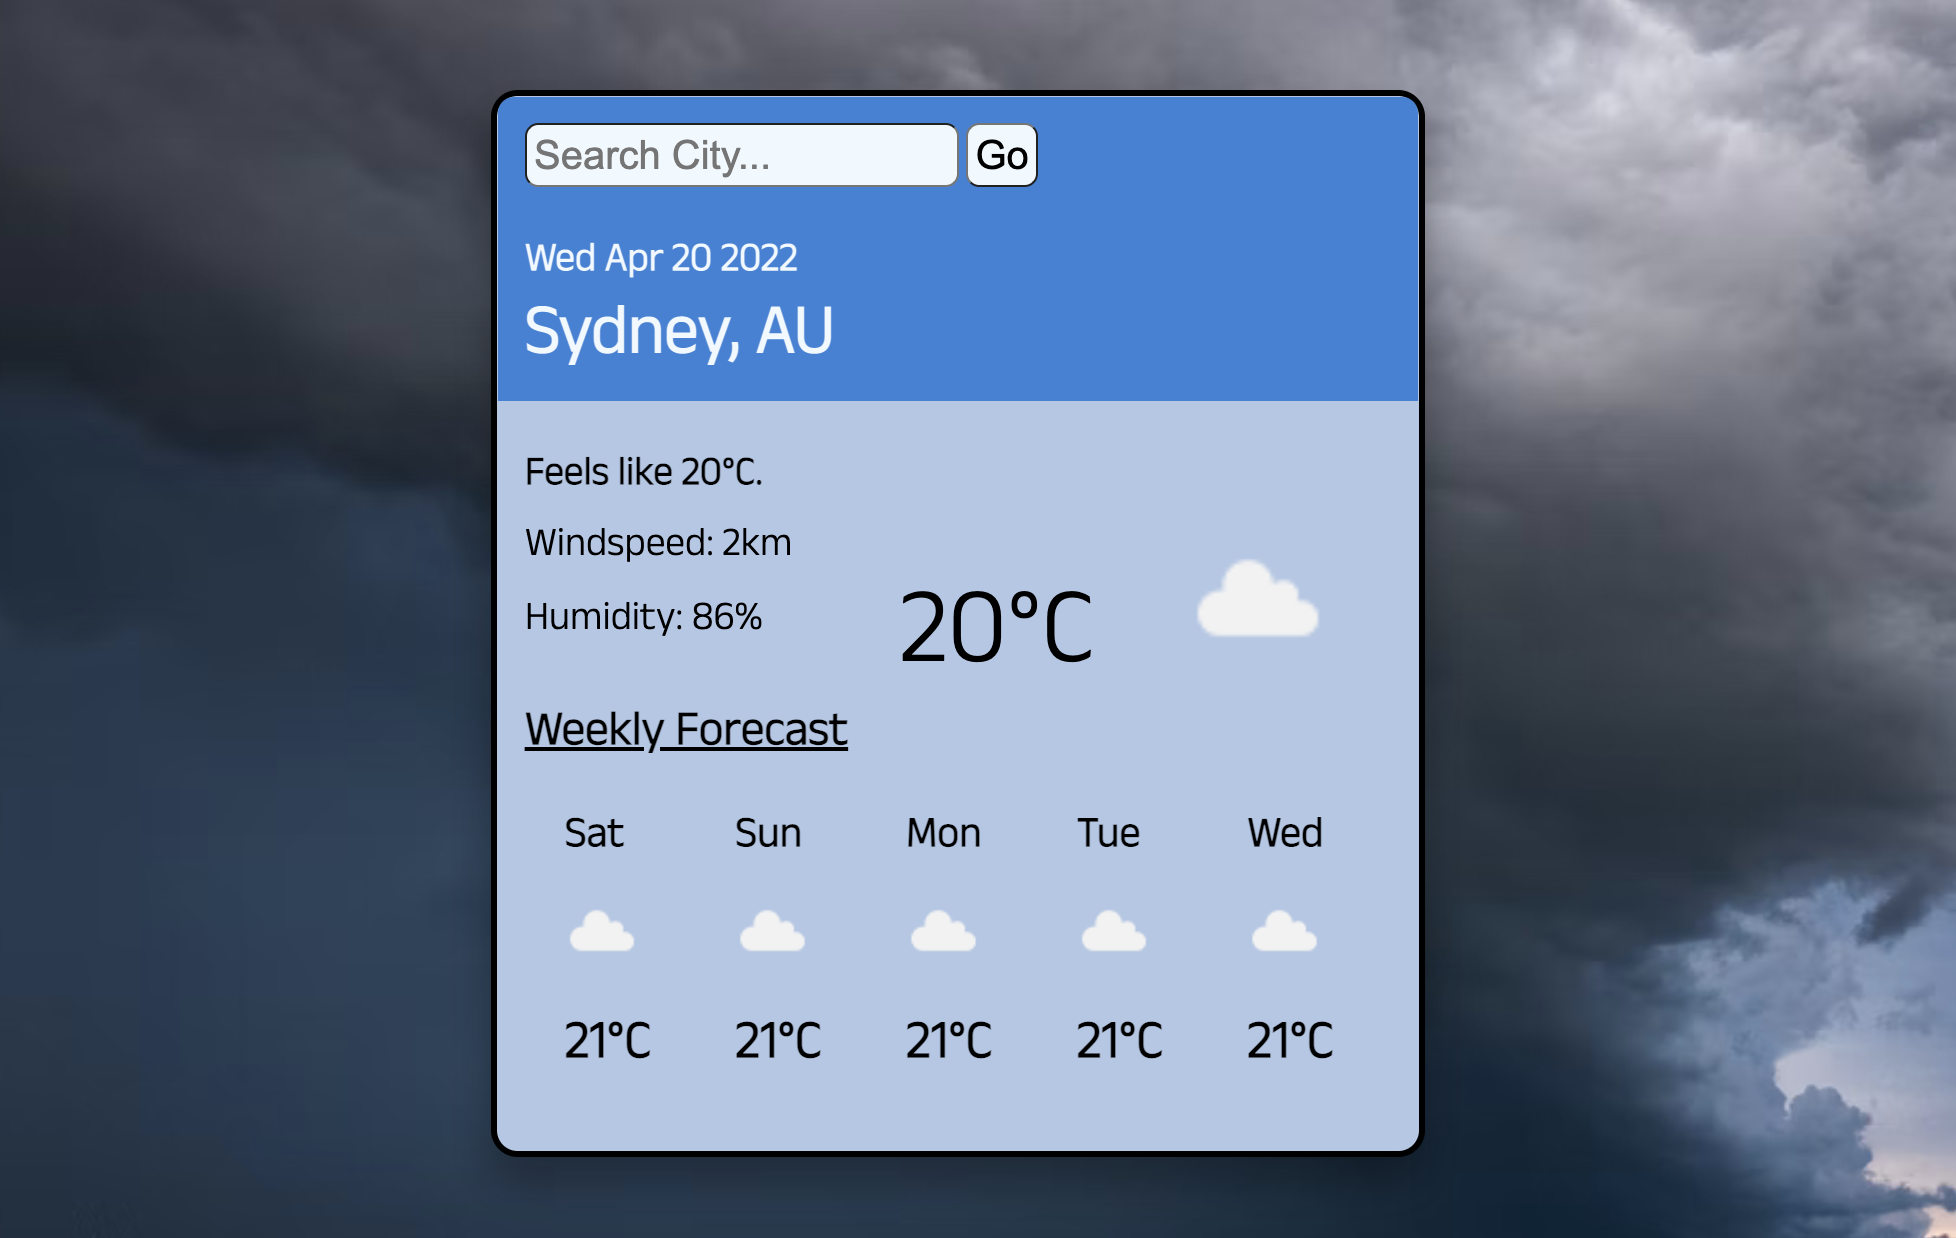 Search City... Go
Wed Apr 20 2022
Sydney, AU
Feels like 20°C.
Windspeed: 2km
Humidity: 86%
20°C
Weekly Forecast
Sat Sun Mon Tue Wed
21°C 21°C 21°C 21°C 21°C